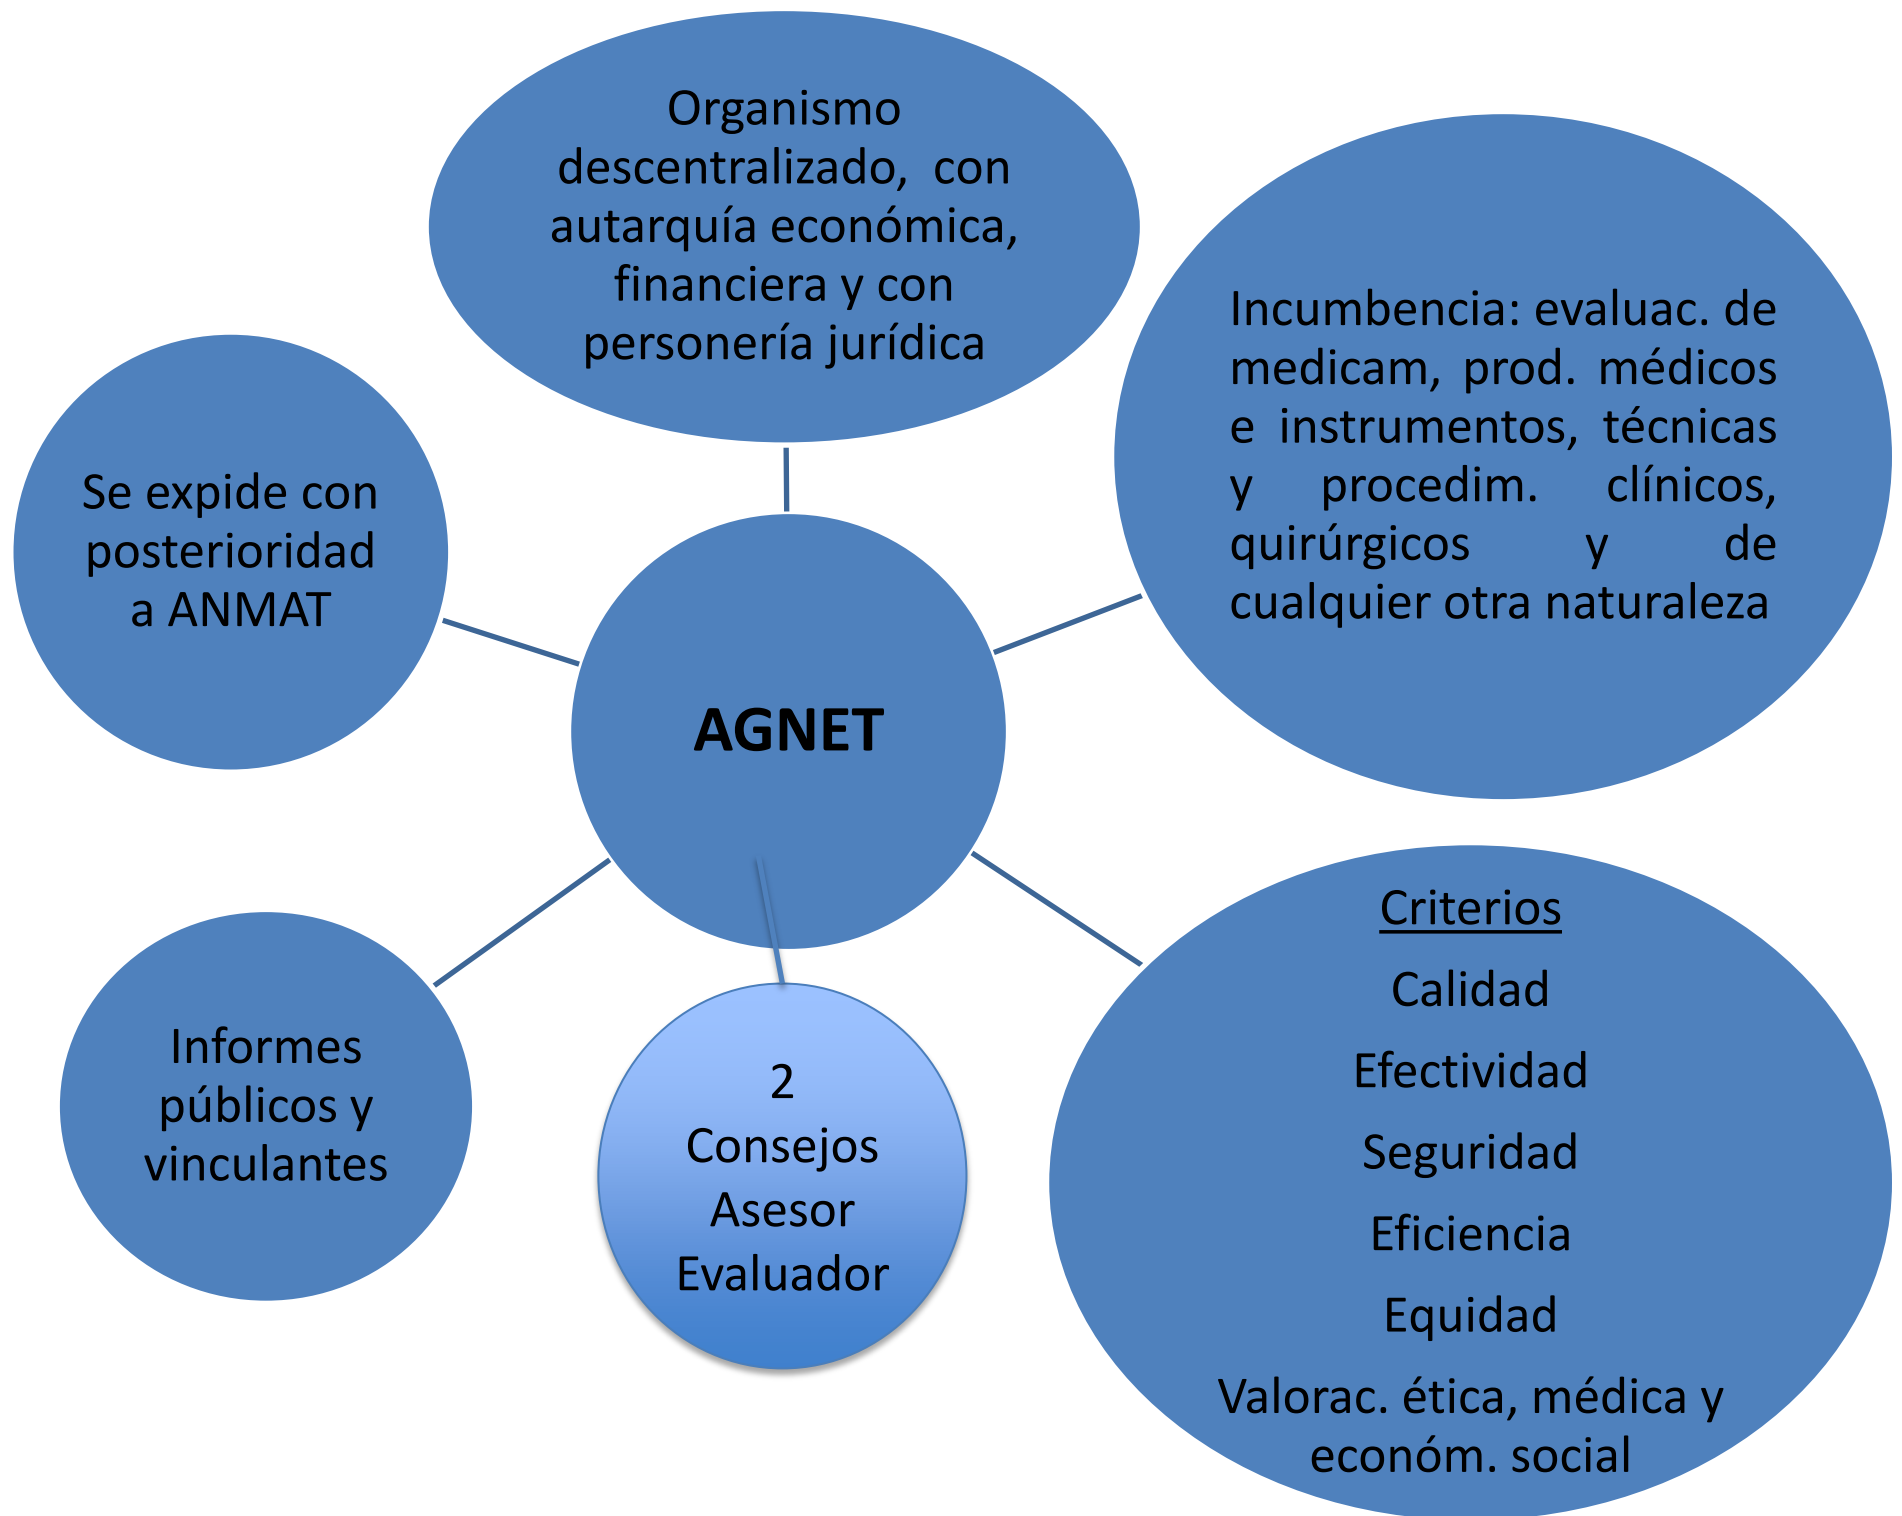 Organismo
descentralizado, con
autarquía económica,
financiera y con
personería jurídica
Incumbencia: evaluac. de
medicam, prod. médicos
e instrumentos, técnicas
y procedim. clínicos,
quirúrgicos y de
cualquier otra naturaleza
Se expide con
posterioridad
a ANMAT
AGNET
Criterios
Calidad
Efectividad
Seguridad
Eficiencia
Equidad
Valorac. ética, médica y
económ. social
2
Consejos
Asesor
Evaluador
Informes
públicos y
vinculantes